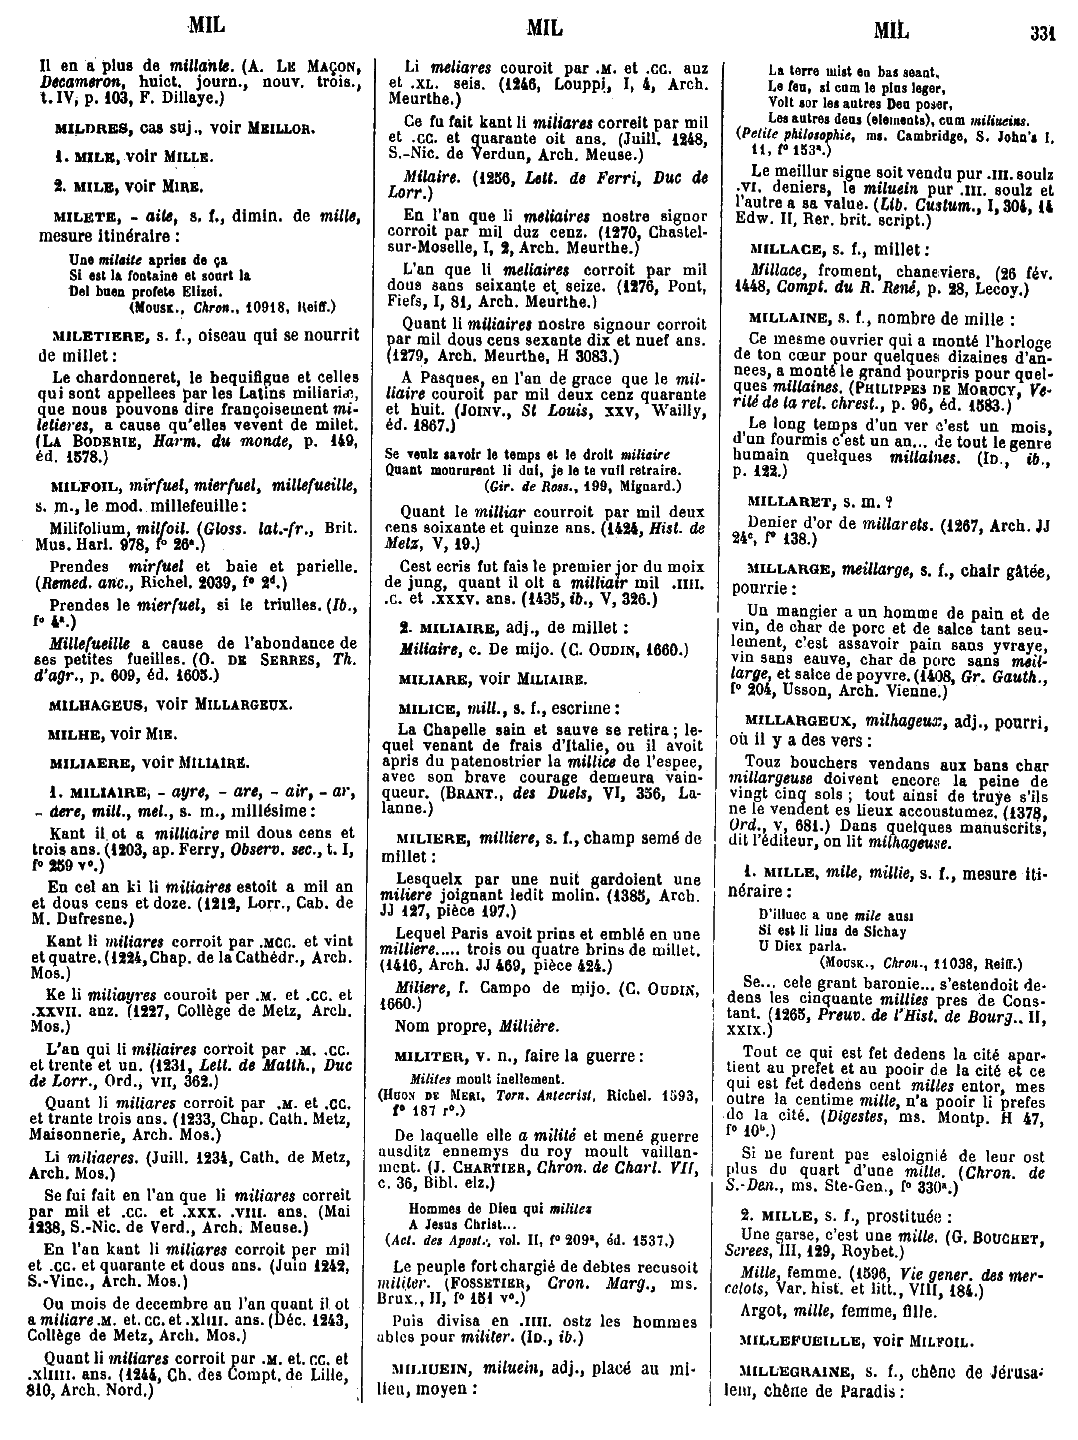 MIL
MIL
MIL
331
Il en a plus de millante. (A. LE MAÇON,
Decameron, huict. journ., nouv. trois.,
t. IV, p. 103, F. Dillaye.)
MILDRES, cas suj., voir MEILLOR.
1. MILE, voir MILLE.
2. MILE, voir MIRE.
MILETE, - aite, s. f., dimin. de mille,
mesure itinéraire :
Une milaite apries de ça
Si est la fontaine et sourt la
Del buen profete Elizei.
(MOUSK., Chron., 10918, Reiff.)
MILETIERE, s. f., oiseau qui se nourrit
de millet :
Le chardonneret, le bequifigue et celles
qui sont appellees par les Latins miliariæ,
que nous pouvons dire françoisement mi-
letieres, a cause qu'elles vevent de milet.
(LA BODERIE, Harm. du monde, p. 149,
éd. 1578.)
MILFOIL, mirfuel, mierfuel, millefueille,
s. m., le mod. millefeuille :
Milifolium, milfoil. (Gloss. lat.-fr., Brit.
Mus. Harl. 978, f° 26ª.)
Prendes mirfuel et baie et parielle.
(Remed. anc., Richel. 2039, f° 2ᵈ.)
Prendes le mierfuel, si le triulles. (Ib.,
f° 4ª.)
Millefueille a cause de l'abondance de
ses petites fueilles. (O. DE SERRES, Th.
d'agr., p. 609, éd. 1605.)
MILHAGEUS, voir MILLARGEUX.
MILHE, voir MIE.
MILIAERE, voir MILIAIRE.
1. MILIAIRE, - ayre, - are, - air, - ar,
- aere, mill., mel., s. m., millésime :
Kant il ot a milliaire mil dous cens et
trois ans. (1203, ap. Ferry, Observ. sec., t. I,
f° 259 v°.)
En cel an ki li miliaires estoit a mil an
et dous cens et doze. (1212, Lorr., Cab. de
M. Dufresne.)
Kant li miliares corroit par .MCC. et vint
et quatre. (1224, Chap. de la Cathédr., Arch.
Mos.)
Ke li miliayres couroit per .M. et .CC. et
.XXVII. anz. (1227, Collège de Metz, Arch.
Mos.)
L'an qui li miliaires corroit par .M. .CC.
et trente et un. (1231, Lett. de Matth., Duc
de Lorr., Ord., VII, 362.)
Quant li miliares corroit par .M. et .CC.
et trante trois ans. (1233, Chap. Cath. Metz,
Maisonnerie, Arch. Mos.)
Li miliaeres. (Juill. 1234, Cath. de Metz,
Arch. Mos.)
Se fui fait en l'an que li miliares correit
par mil et .CC. et .XXX. .VIII. ans. (Mai
1238, S.-Nic. de Verd., Arch. Meuse.)
En l'an kant li miliares corroit per mil
et .CC. et quarante et dous ans. (Juin 1242,
S.-Vinc., Arch. Mos.)
Ou mois de decembre an l'an quant il ot
a miliare .M. et. CC. et .xliii. ans. (Déc. 1243,
Collège de Metz, Arch. Mos.)
Quant li miliares corroit pur .M. et. CC. et
.xliiii. ans. (1244, Ch. des Compt. de Lille,
810, Arch. Nord.)
Li meliares couroit par .M. et .CC. auz
et .XL. seis. (1246, Louppi, I, 4, Arch.
Meurthe.)
Ce fu fait kant li miliares correit par mil
et .CC. et quarante oit ans. (Juill. 1248,
S.-Nic. de Verdun, Arch. Meuse.)
Milaire. (1256, Lett. de Ferri, Duc de
Lorr.)
En l'an que li meliaires nostre signor
corroit par mil duz cenz. (1270, Chastel-
sur-Moselle, I, 2, Arch. Meurthe.)
L'an que li melliaires corroit par mil
dous sans seixante et seize. (1276, Pont,
Fiefs, I, 81, Arch. Meurthe.)
Quant li miliaires nostre signour corroit
par mil dous cens sexante dix et nuef ans.
(1279, Arch. Meurthe, H 3083.)
A Pasques, en l'an de grace que le mil-
liaire couroit par mil deux cenz quarante
et huit. (JOINV., St Louis, XXV, Wailly,
éd. 1867.)
Se veulz savoir le temps et le droit miliaire
Quant moururent li dui, je le te vuil retraire.
(Gir. de Ross., 199, Mignard.)
Quant le milliar courroit par mil deux
cens soixante et quinze ans. (1424, Hist. de
Metz, V, 19.)
Cest ecris fut fais le premier jor du moix
de jung, quant il olt a milliair mil .IIII.
.C. et .XXXV. ans. (1435, ib., V, 326.)
2. MILIAIRE, adj., de millet :
Miliaire, c. De mijo. (C. OUDIN, 1660.)
MILIARE, voir MILIAIRE.
MILICE, mill., s. f., escrime :
La Chapelle sain et sauve se retira ; le-
quel venant de frais d'Italie, ou il avoit
apris du patenostrier la millice de l'espee,
avec son brave courage demeura vain-
queur. (BRANT., des Duels, VI, 356, La-
lanne.)
MILIERE, milliere, s. f., champ semé de
millet :
Lesquelx par une nuit gardoient une
miliere joignant ledit molin. (1385, Arch.
JJ 127, pièce 197.)
Lequel Paris avoit prins et emblé en une
milliere..... trois ou quatre brins de millet.
(1416, Arch. JJ 469, pièce 424.)
Miliere, f. Campo de mijo. (C. OUDIN,
1660.)
Nom propre, Millière.
MILITER, v. n., faire la guerre :
Milites moult inellement.
(HUON DE MERI, Torn. Antecrist, Richel. 1593,
f° 187 r°.)
De laquelle elle a milité et mené guerre
ausditz ennemys du roy moult vaillan-
ment. (J. CHARTIER, Chron. de Charl. VII,
c. 36, Bibl. elz.)
Hommes de Dieu qui militez
A Jesus Christ...
(Act. des Apost., vol. II, f° 209ª, éd. 1537.)
Le peuple fort chargié de debtes recusoit
militer. (FOSSETIER, Cron. Marg., ms.
Brux., II, f° 151 v°.)
Puis divisa en .IIII. ostz les hommes
ables pour militer. (ID., ib.)
MILIUEIN, miluein, adj., placé au mi-
lieu, moyen :
La terre mist en bas seant,
Le feu, si cum le plus leger,
Volt sor les autres Deu poser,
Les autres deus (elements), cum miliueins.
(Petite philosophie, ms. Cambridge, S. John's I,
11, f° 153ª.)
Le meillur signe soit vendu pur .III. soulz
.VI. deniers, le miluein pur .III. soulz et
l'autre a sa value. (Lib. Custum., I, 304, 14
Edw. II, Rer. brit. script.)
MILLACE, s. f., millet :
Millace, froment, chaneviers. (26 fév.
1448, Compt. du R. René, p. 28, Lecoy.)
MILLAINE, s. f., nombre de mille :
Ce mesme ouvrier qui a monté l'horloge
de ton cœur pour quelques dizaines d'an-
nees, a monté le grand pourpris pour quel-
ques millaines. (PHILIPPES DE MORUCY, Ve-
rité de la rel. chrest., p. 96, éd. 1583.)
Le long temps d'un ver c'est un mois,
d'un fourmis c'est un an... de tout le genre
humain quelques millaines. (ID., ib.,
p. 122.)
MILLARET, s. m. ?
Denier d'or de millarets. (1267, Arch. JJ
24ᶜ, f° 138.)
MILLARGE, meillarge, s. f., chair gâtée,
pourrie :
Un mangier a un homme de pain et de
vin, de char de porc et de salce tant seu-
lement, c'est assavoir pain sans yvraye,
vin sans eauve, char de porc sans meil-
large, et salce de poyvre. (1408, Gr. Gauth.,
f° 204, Usson, Arch. Vienne.)
MILLARGEUX, milhageux, adj., pourri,
où il y a des vers :
Touz bouchers vendans aux bans char
millargeuse doivent encore la peine de
vingt cinq sols ; tout ainsi de truye s'ils
ne le vendent es lieux accoustumez. (1378,
Ord., V, 681.) Dans quelques manuscrits,
dit l'éditeur, on lit milhageuse.
1. MILLE, mile, millie, s. f., mesure iti-
néraire :
D'illuec a une mile ausi
Si est li lius de Sichay
U Diex parla.
(MOUSK., Chron., 11038, Reiff.)
Se... cele grant baronie... s'estendoit de-
dens les cinquante millies pres de Cons-
tant. (1265, Preuv. de l'Hist. de Bourg., II,
XXIX.)
Tout ce qui est fet dedens la cité apar-
tient au prefet et au pooir de la cité et ce
qui est fet dedens cent milles entor, mes
outre la centime mille, n'a pooir li prefes
do la cité. (Digestes, ms. Montp. H 47,
f° 10ᵇ.)
Si ne furent pas esloignié de leur ost
plus du quart d'une mille. (Chron. de
S.-Den., ms. Ste-Gen., f° 330ª.)
2. MILLE, s. f., prostituée :
Une garse, c'est une mille. (G. BOUCHET,
Serees, III, 129, Roybet.)
Mille, femme. (1596, Vie gener. des mer-
celots, Var. hist. et litt., VIII, 184.)
Argot, mille, femme, fille.
MILLEFUEILLE, voir MILFOIL.
MILLEGRAINE, s. f., chêne de Jérusa-
lem, chêne de Paradis :